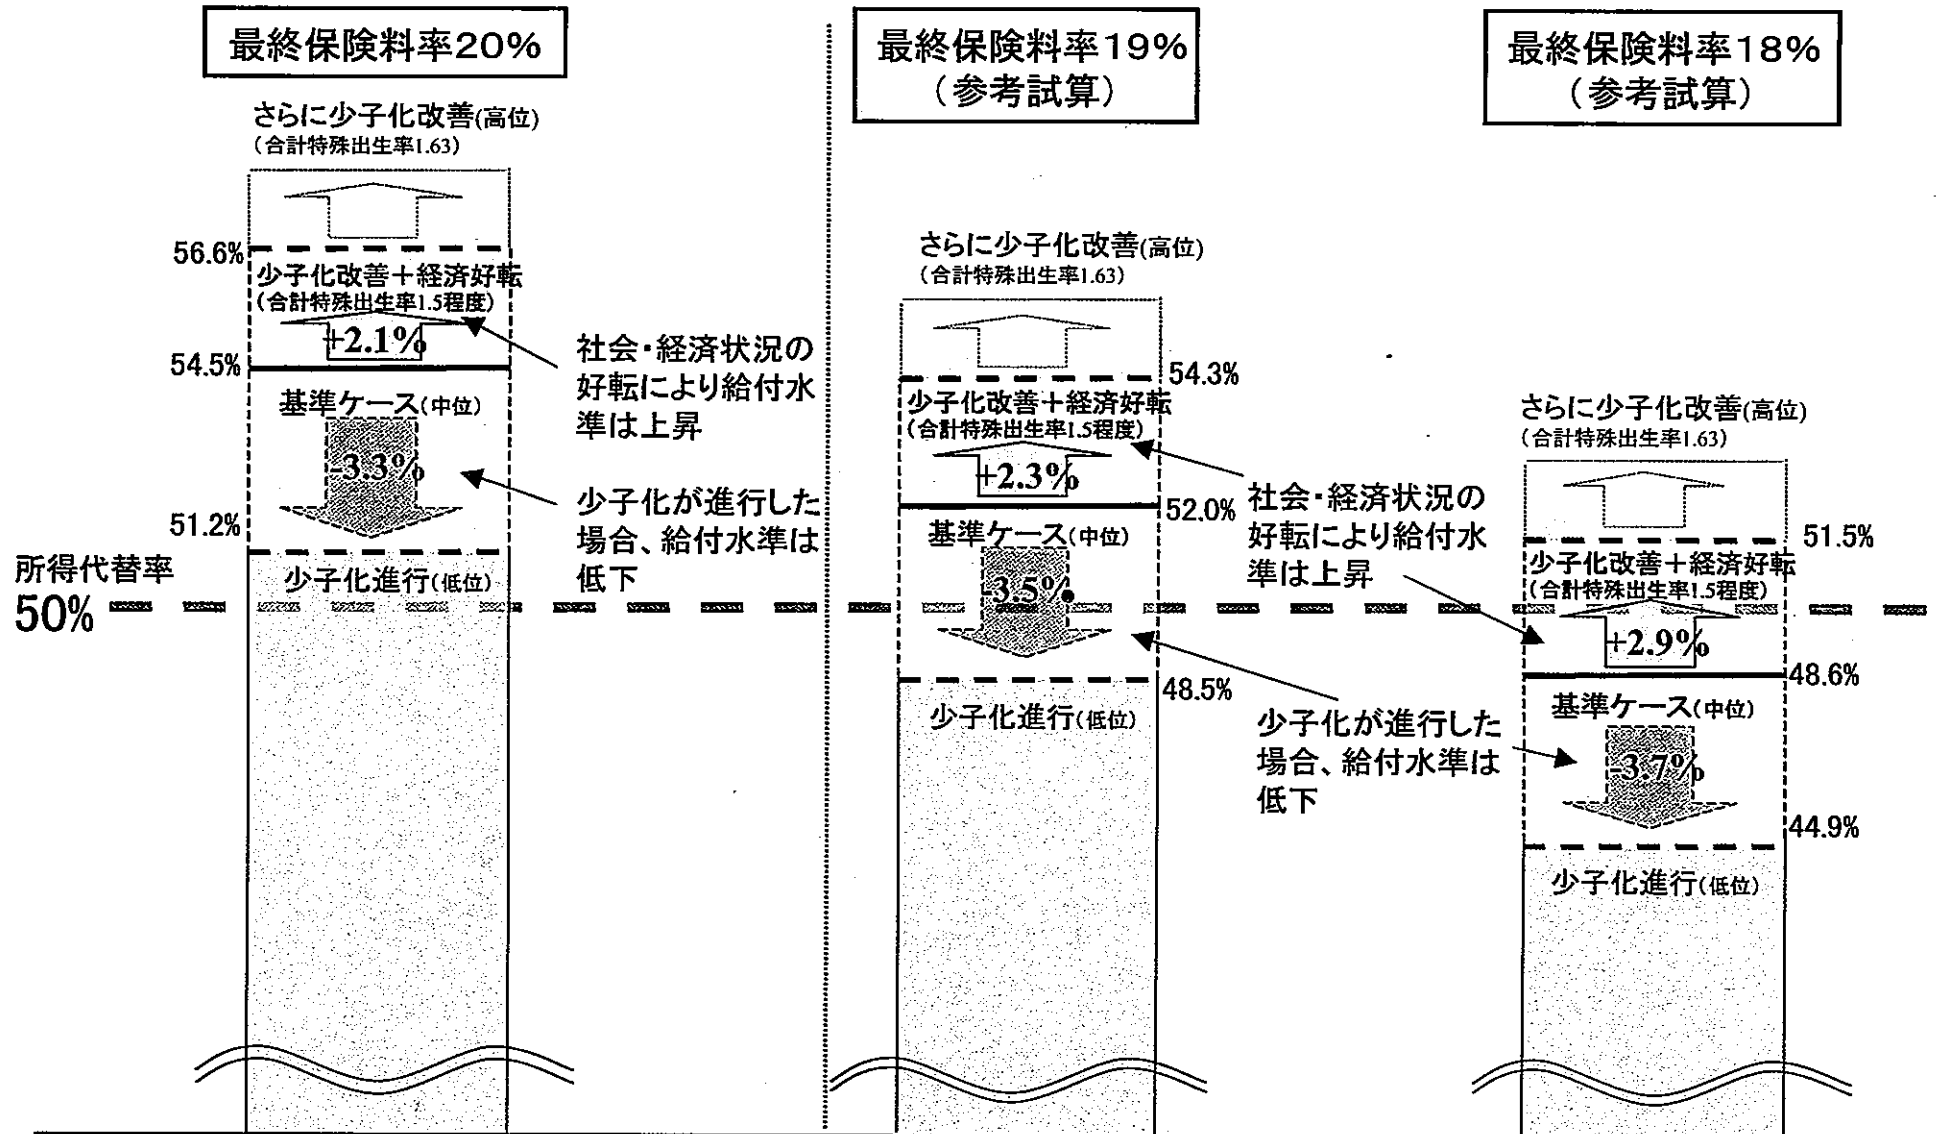 最終保険料率20%
さらに少子化改善(高位)
(合計特殊出生率1.63)
56.6%
少子化改善+経済好転
(合計特殊出生率1.5程度)
+2.1%
54.5%
基準ケース(中位)
-3.3%
51.2%
少子化進行(低位)
所得代替率
50%
社会・経済状況の
好転により給付水
準は上昇
少子化が進行した
場合、給付水準は
低下
最終保険料率19%
(参考試算)
さらに少子化改善(高位)
(合計特殊出生率1.63)
54.3%
少子化改善+経済好転
(合計特殊出生率1.5程度)
+2.3%
52.0%
基準ケース(中位)
-3.5%
48.5%
少子化進行(低位)
社会・経済状況の
好転により給付水
準は上昇
少子化が進行した
場合、給付水準は
低下
最終保険料率18%
(参考試算)
さらに少子化改善(高位)
(合計特殊出生率1.63)
51.5%
少子化改善+経済好転
(合計特殊出生率1.5程度)
+2.9%
48.6%
基準ケース(中位)
-3.7%
44.9%
少子化進行(低位)